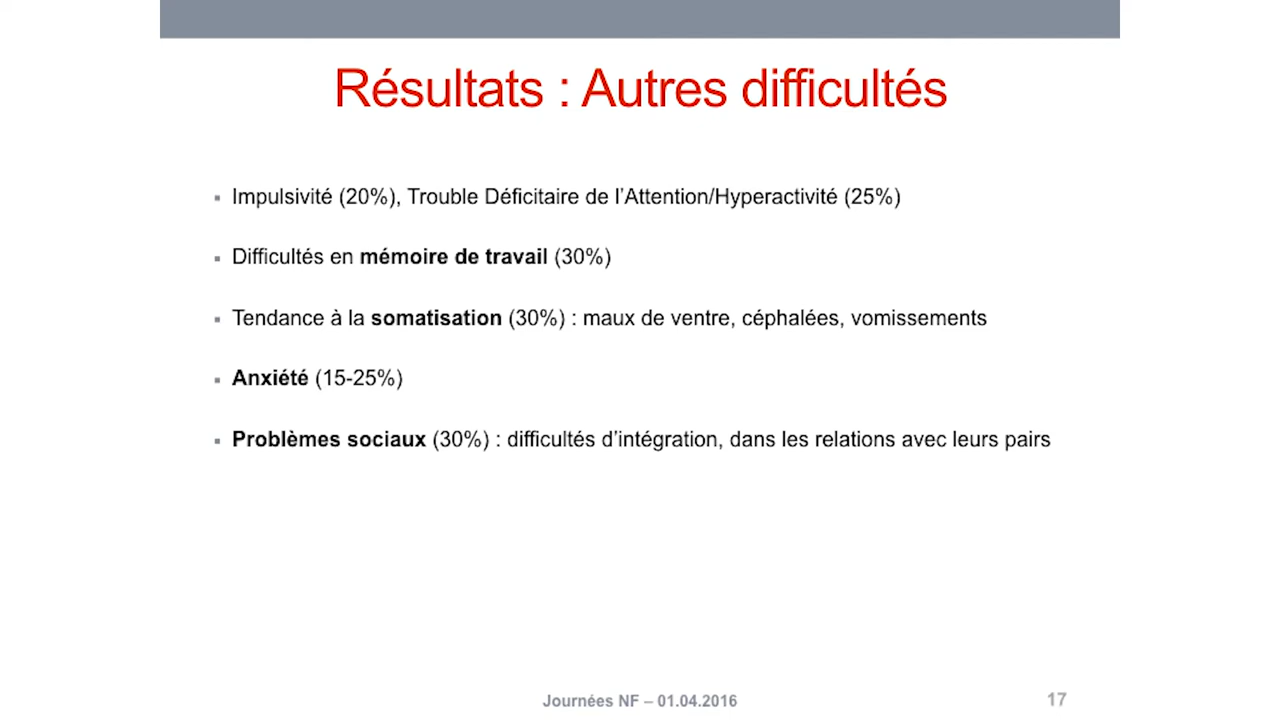 Résultats : Autres difficultés
▪ Impulsivité (20%), Trouble Déficitaire de l’Attention/Hyperactivité (25%)
▪ Difficultés en mémoire de travail (30%)
▪ Tendance à la somatisation (30%) : maux de ventre, céphalées, vomissements
▪ Anxiété (15-25%)
▪ Problèmes sociaux (30%) : difficultés d’intégration, dans les relations avec leurs pairs
Journées NF – 01.04.2016
17